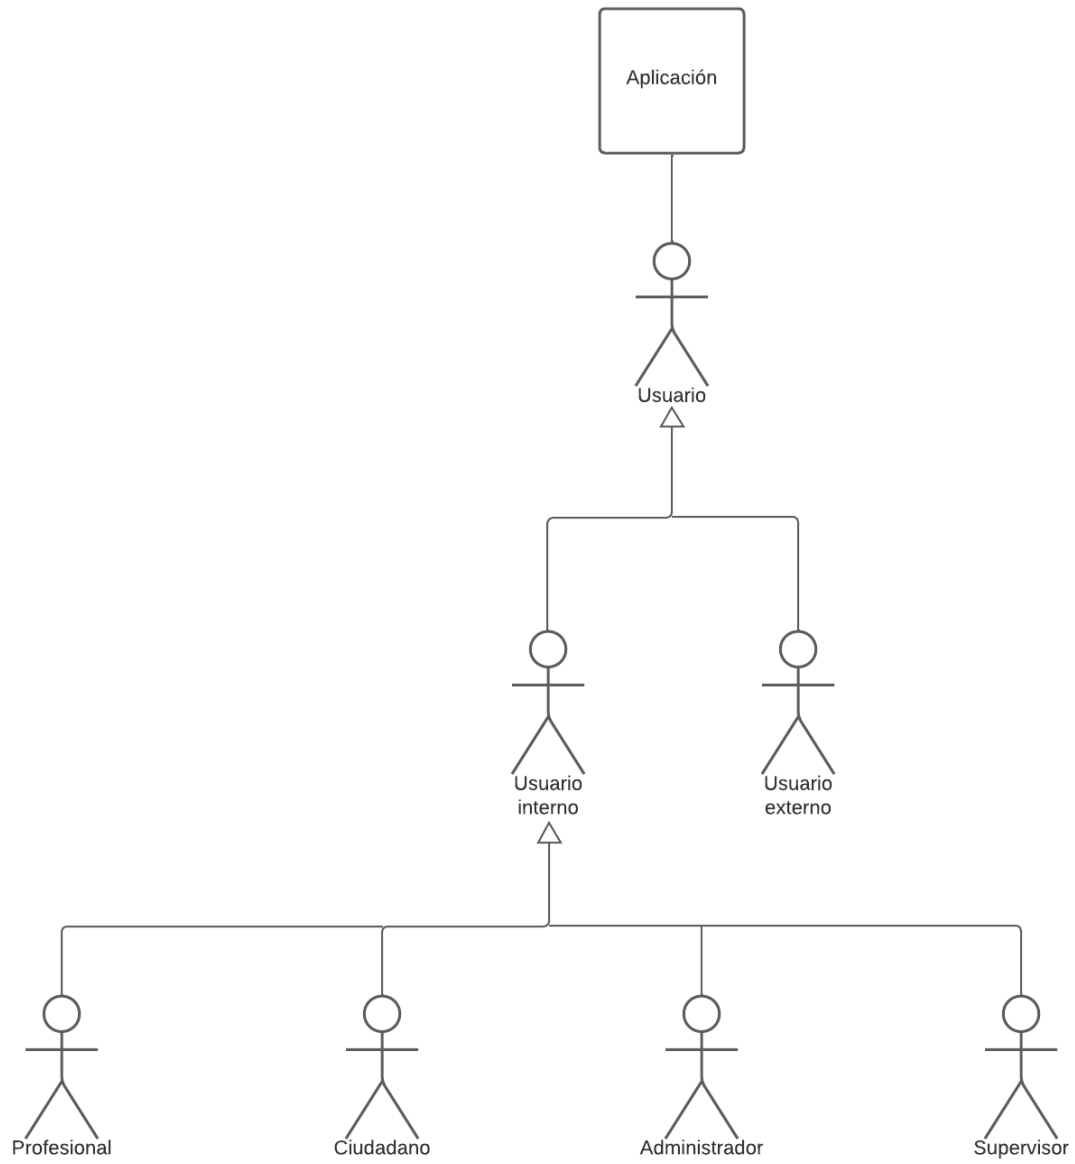 Aplicación
Usuario
Usuario
interno
Usuario
externo
Profesional
Ciudadano
Administrador
Supervisor